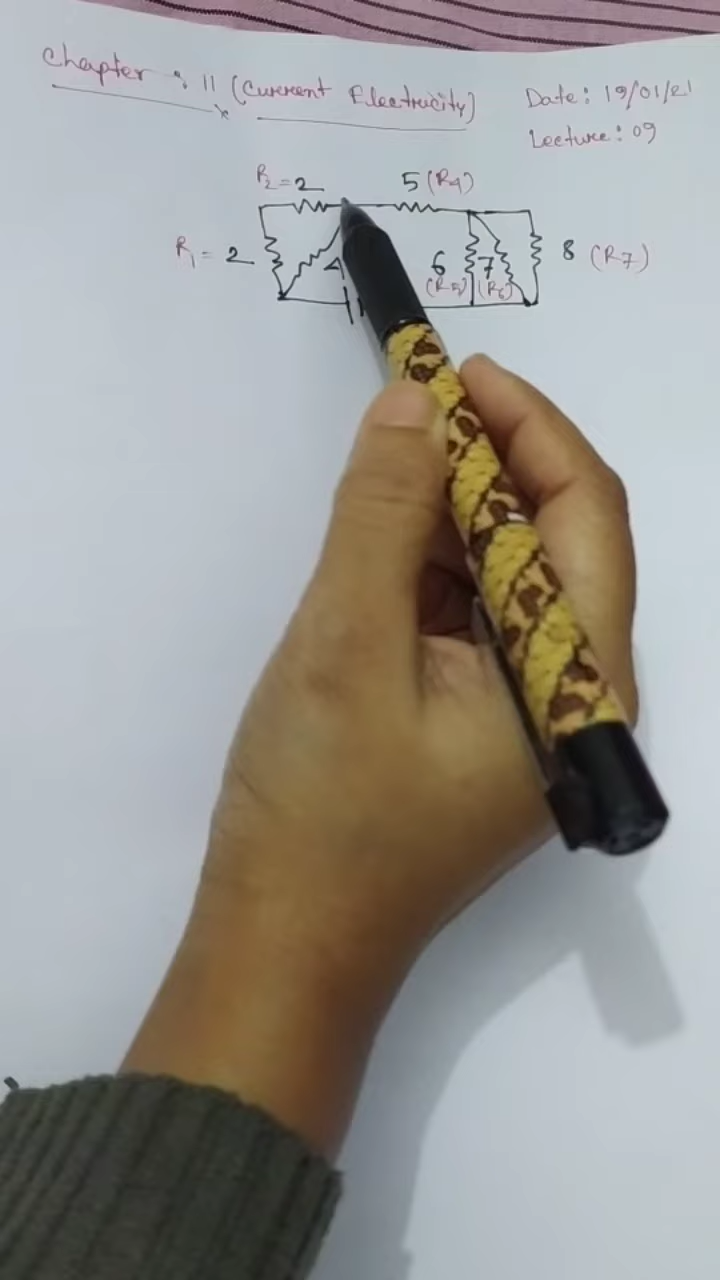 Chapter : 11 (Current Electricity) Date: 19/01/21
Lecture: 09
R2 = 2 5 (R4)
R1 = 2 4 6 (R5) 7 (R6) 8 (R7)